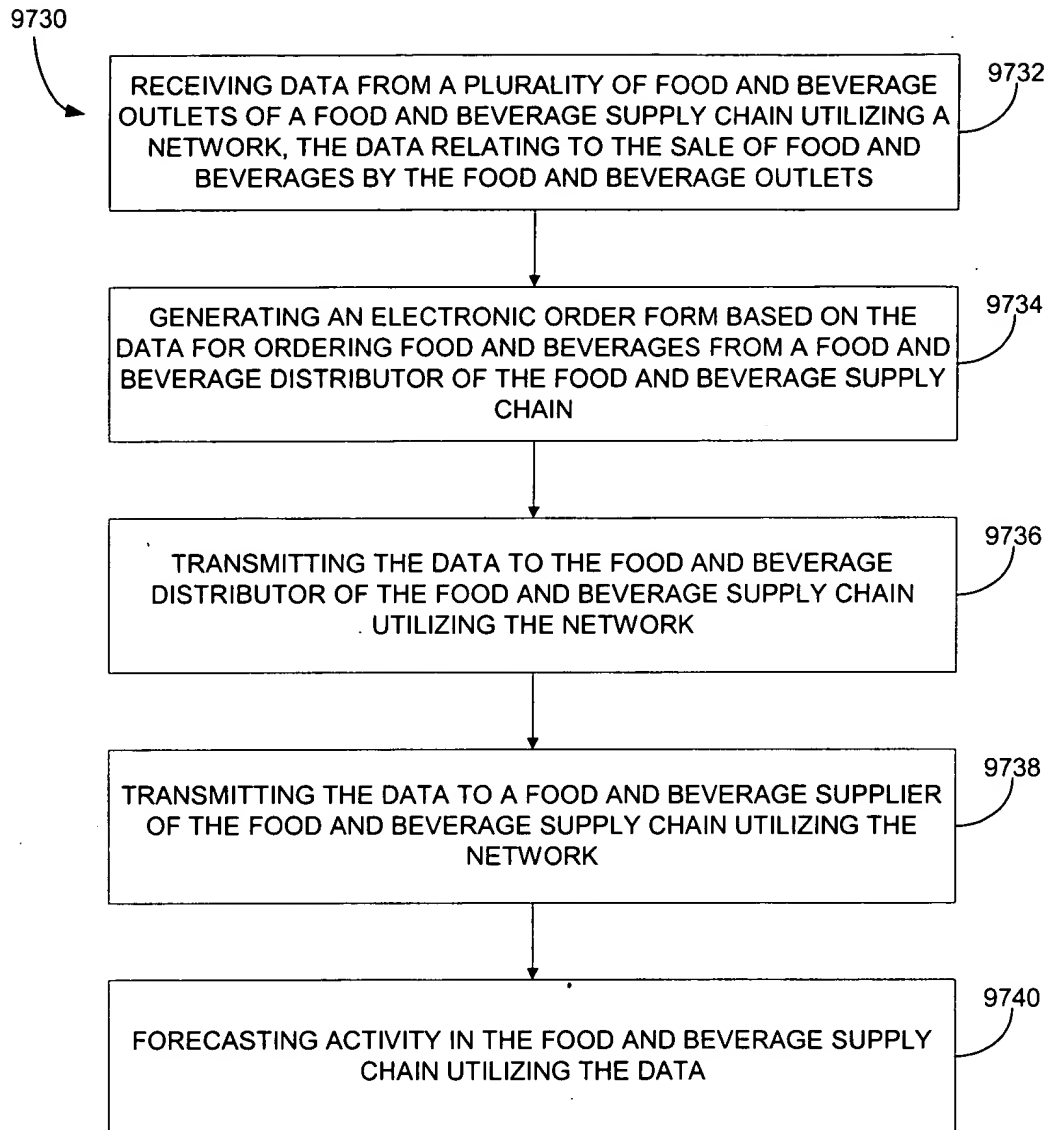 9730
RECEIVING DATA FROM A PLURALITY OF FOOD AND BEVERAGE
OUTLETS OF A FOOD AND BEVERAGE SUPPLY CHAIN UTILIZING A
NETWORK, THE DATA RELATING TO THE SALE OF FOOD AND
BEVERAGES BY THE FOOD AND BEVERAGE OUTLETS
9732
GENERATING AN ELECTRONIC ORDER FORM BASED ON THE
DATA FOR ORDERING FOOD AND BEVERAGES FROM A FOOD AND
BEVERAGE DISTRIBUTOR OF THE FOOD AND BEVERAGE SUPPLY
CHAIN
9734
TRANSMITTING THE DATA TO THE FOOD AND BEVERAGE
DISTRIBUTOR OF THE FOOD AND BEVERAGE SUPPLY CHAIN
UTILIZING THE NETWORK
9736
TRANSMITTING THE DATA TO A FOOD AND BEVERAGE SUPPLIER
OF THE FOOD AND BEVERAGE SUPPLY CHAIN UTILIZING THE
NETWORK
9738
FORECASTING ACTIVITY IN THE FOOD AND BEVERAGE SUPPLY
CHAIN UTILIZING THE DATA
9740